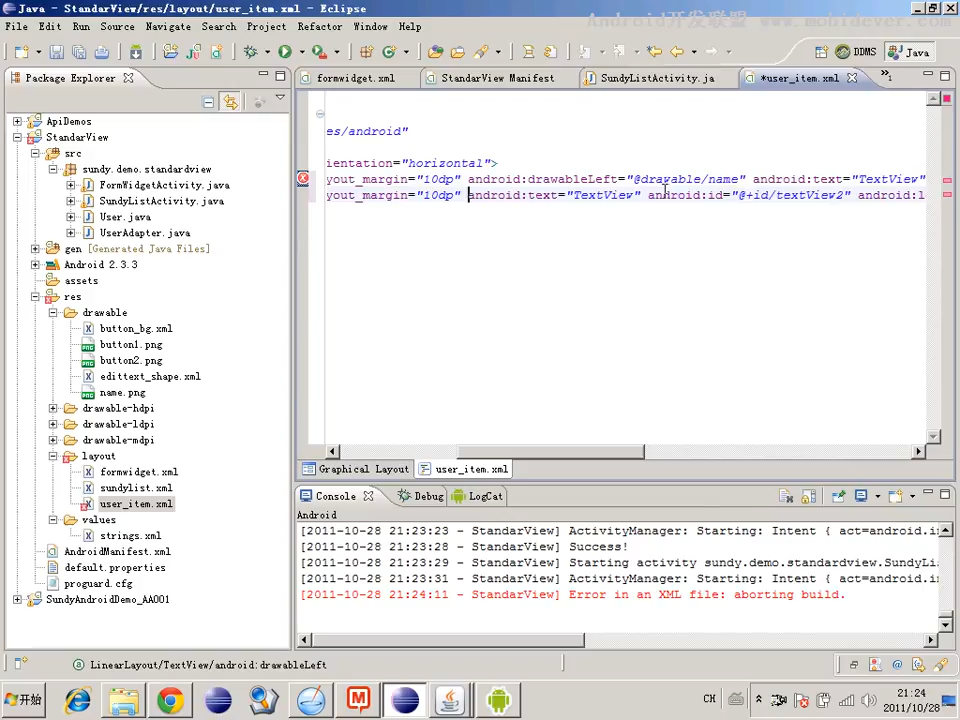 Java - StandarView/res/layout/user_item.xml - Eclipse
Android开发联盟 www.mobidever.com
File Edit Run Source Navigate Search Project Refactor Window Help
DDMS Java
Package Explorer
formwidget.xml StandarView Manifest SundyListActivity.ja *user_item.xml »1
ApiDemos
StandarView
src
sundy.demo.standardview
FormWidgetActivity.java
SundyListActivity.java
User.java
UserAdapter.java
gen [Generated Java Files]
Android 2.3.3
assets
res
drawable
button_bg.xml
button1.png
button2.png
edittext_shape.xml
name.png
drawable-hdpi
drawable-ldpi
drawable-mdpi
layout
formwidget.xml
sundylist.xml
user_item.xml
values
strings.xml
AndroidManifest.xml
default.properties
proguard.cfg
SundyAndroidDemo_AA001
es/android"
ientation="horizontal">
yout_margin="10dp" android:drawableLeft="@drawable/name" android:text="TextView"
yout_margin="10dp" android:text="TextView" android:id="@+id/textView2" android:l
Graphical Layout user_item.xml
Console Debug LogCat
Android
[2011-10-28 21:23:23 - StandarView] ActivityManager: Starting: Intent { act=android.in
[2011-10-28 21:23:28 - StandarView] Success!
[2011-10-28 21:23:29 - StandarView] Starting activity sundy.demo.standardview.SundyLis
[2011-10-28 21:23:31 - StandarView] ActivityManager: Starting: Intent { act=android.in
[2011-10-28 21:24:11 - StandarView] Error in an XML file: aborting build.
LinearLayout/TextView/android:drawableLeft
开始
CH
21:24
2011/10/28